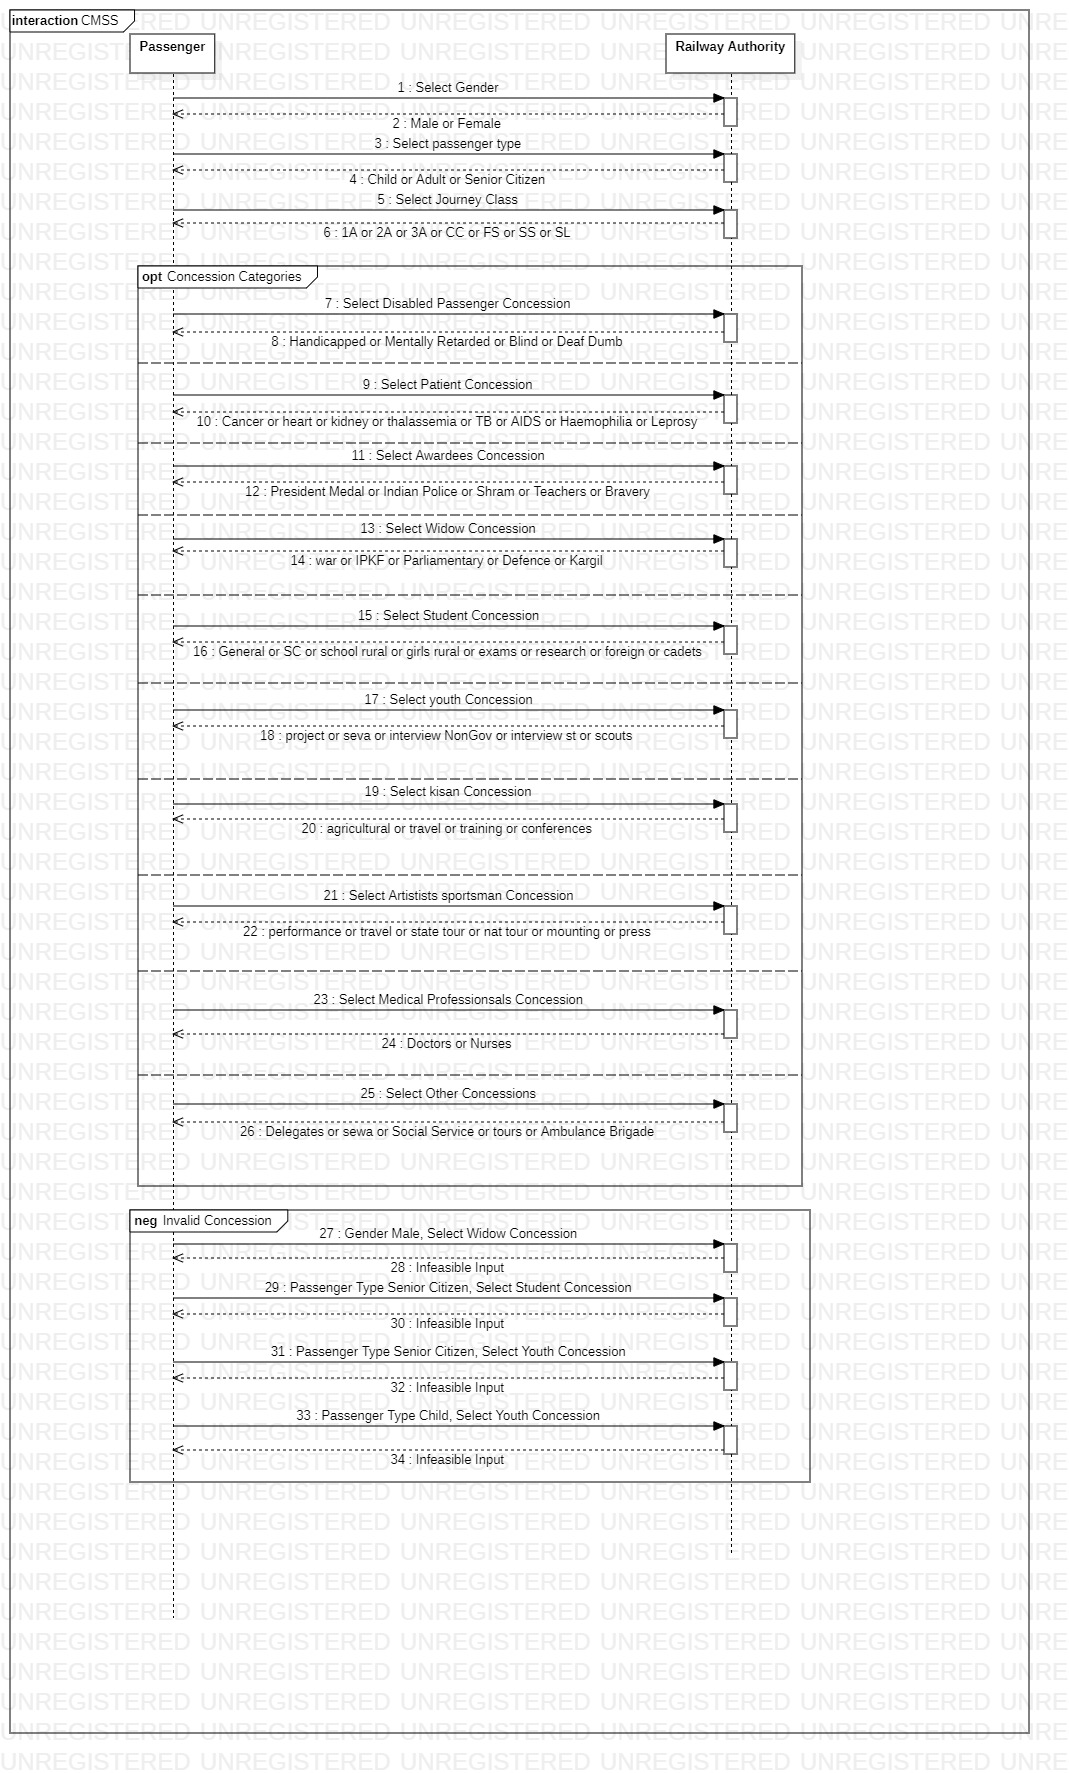 interaction CMSS
Passenger
Railway Authority
1 : Select Gender
2 : Male or Female
3 : Select passenger type
4 : Child or Adult or Senior Citizen
5 : Select Journey Class
6 : 1A or 2A or 3A or CC or FS or SS or SL
opt Concession Categories
7 : Select Disabled Passenger Concession
8 : Handicapped or Mentally Retarded or Blind or Deaf Dumb
9 : Select Patient Concession
10 : Cancer or heart or kidney or thalassemia or TB or AIDS or Haemophilia or Leprosy
11 : Select Awardees Concession
12 : President Medal or Indian Police or Shram or Teachers or Bravery
13 : Select Widow Concession
14 : war or IPKF or Parliamentary or Defence or Kargil
15 : Select Student Concession
16 : General or SC or school rural or girls rural or exams or research or foreign or cadets
17 : Select youth Concession
18 : project or seva or interview NonGov or interview st or scouts
19 : Select kisan Concession
20 : agricultural or travel or training or conferences
21 : Select Artistists sportsman Concession
22 : performance or travel or state tour or nat tour or mounting or press
23 : Select Medical Professionsals Concession
24 : Doctors or Nurses
25 : Select Other Concessions
26 : Delegates or sewa or Social Service or tours or Ambulance Brigade
neg Invalid Concession
27 : Gender Male, Select Widow Concession
28 : Infeasible Input
29 : Passenger Type Senior Citizen, Select Student Concession
30 : Infeasible Input
31 : Passenger Type Senior Citizen, Select Youth Concession
32 : Infeasible Input
33 : Passenger Type Child, Select Youth Concession
34 : Infeasible Input